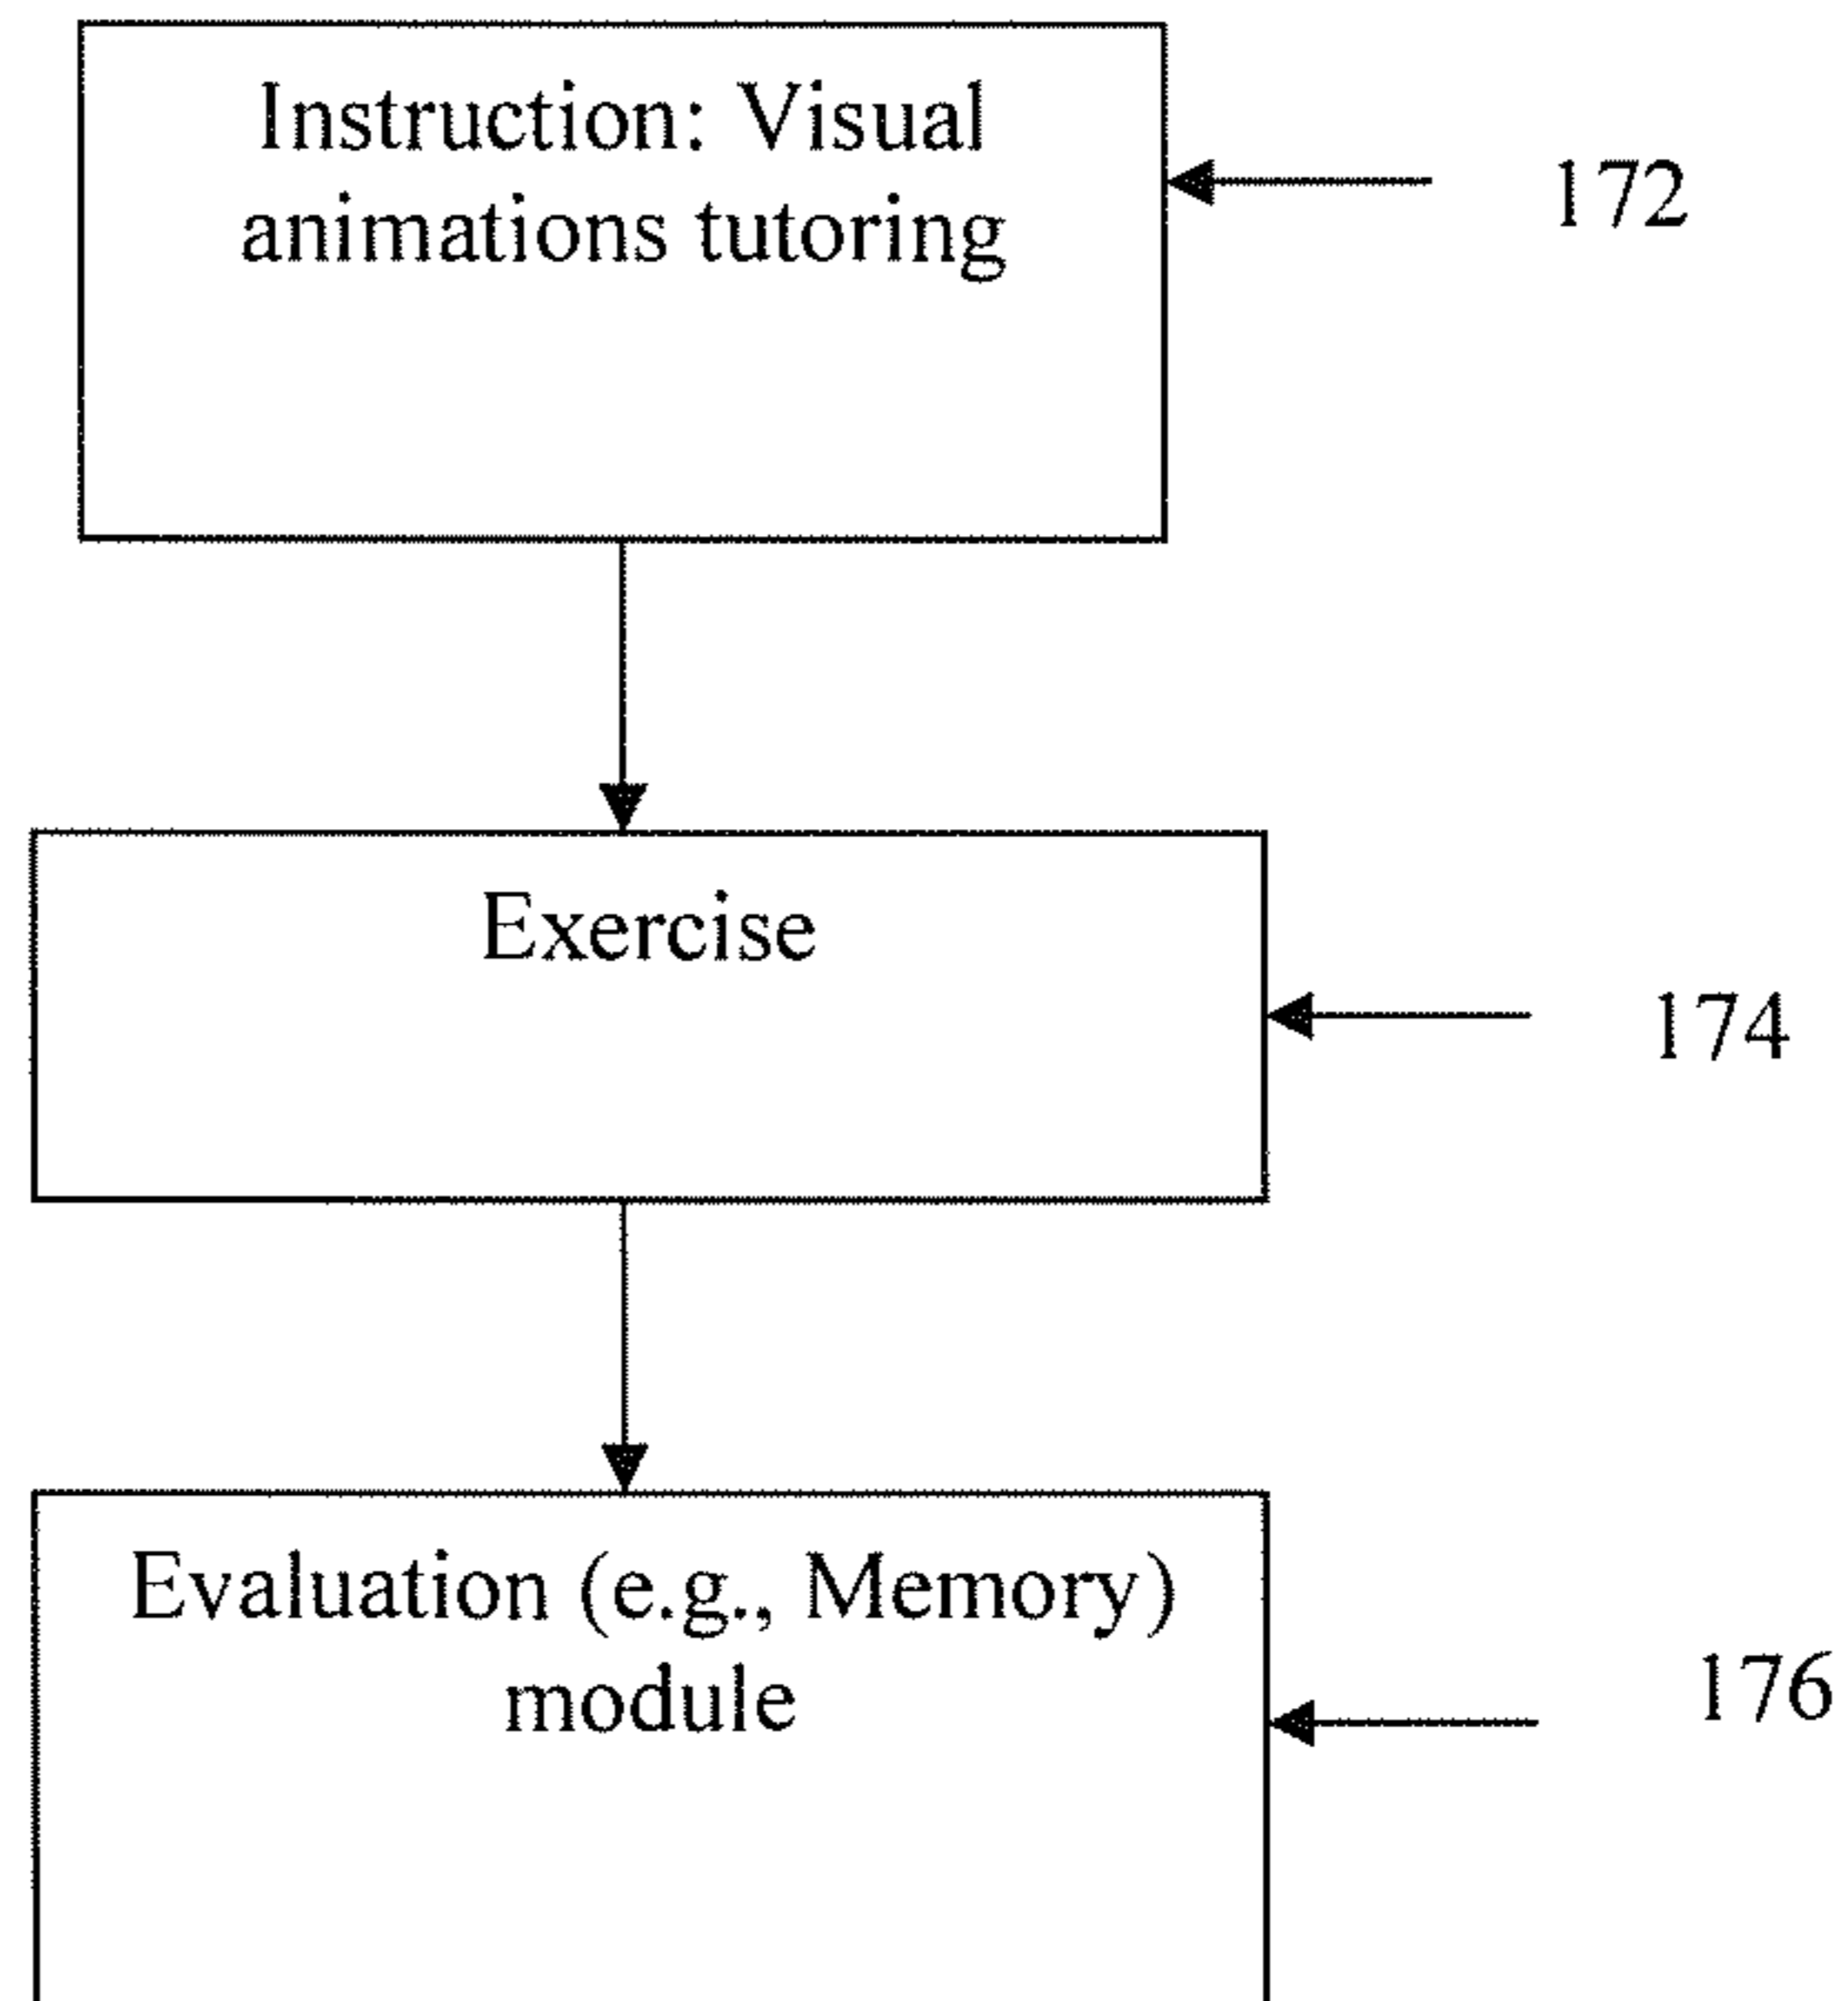 Instruction: Visual
animations tutoring
172
Exercise
174
Evaluation (e.g., Memory)
module
176